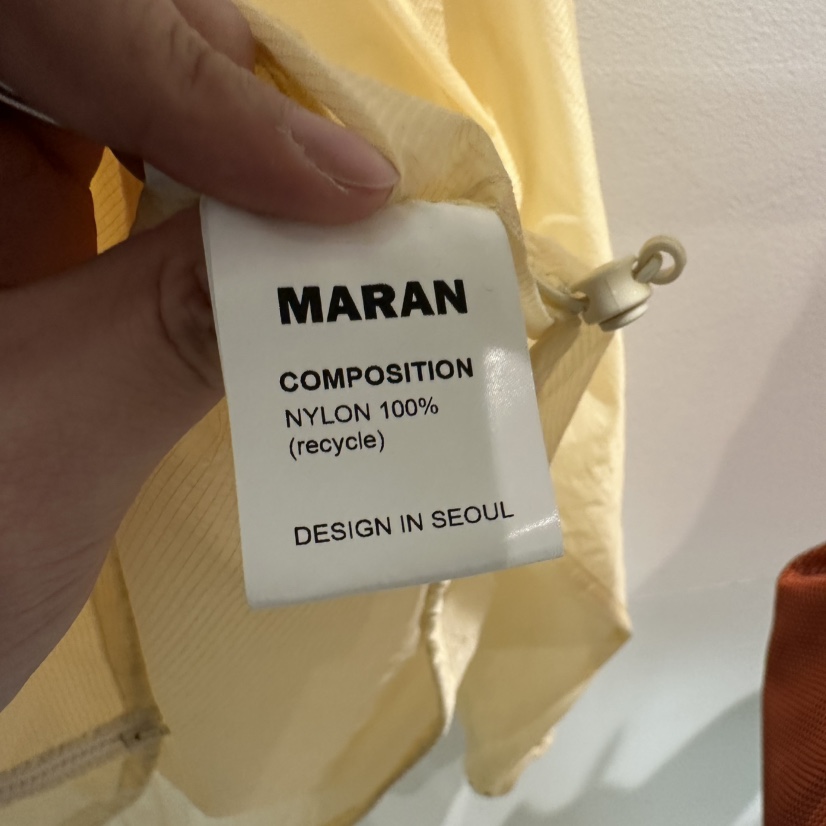 MARAN
COMPOSITION
NYLON 100%
(recycle)
DESIGN IN SEOUL